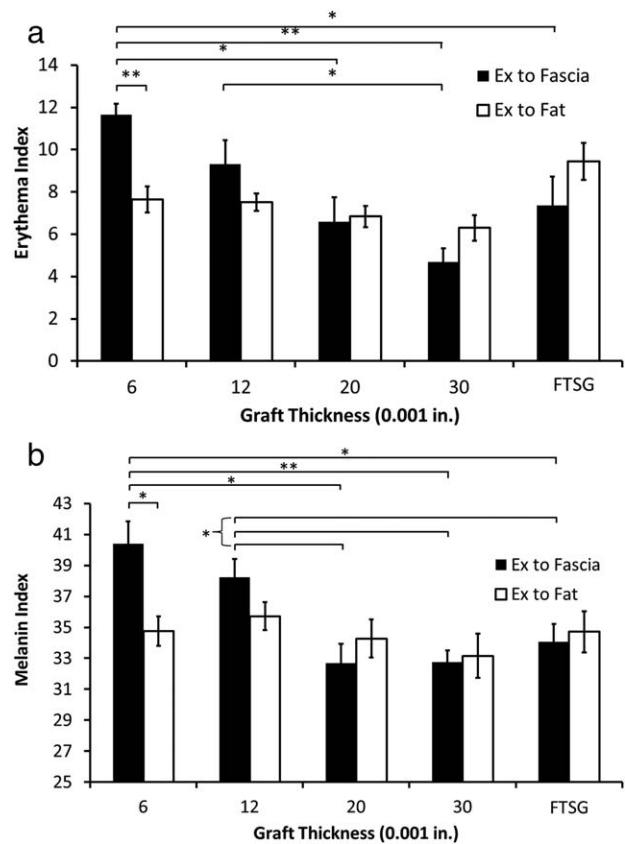 a
*
**
*
**
*
14
12
10
8
6
4
2
0
Erythema Index
Ex to Fascia
Ex to Fat
6 12 20 30 FTSG
Graft Thickness (0.001 in.)
b
*
**
*
*
*
43
41
39
37
35
33
31
29
27
25
Melanin Index
Ex to Fascia
Ex to Fat
6 12 20 30 FTSG
Graft Thickness (0.001 in.)